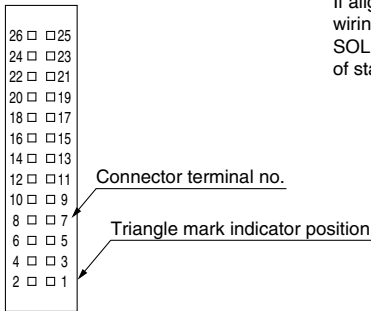 If alig
wirin
SOL
of sta
26 25
24 23
22 21
20 19
18 17
16 15
14 13
12 11
10 9
8 7
6 5
4 3
2 1
Connector terminal no.
Triangle mark indicator position